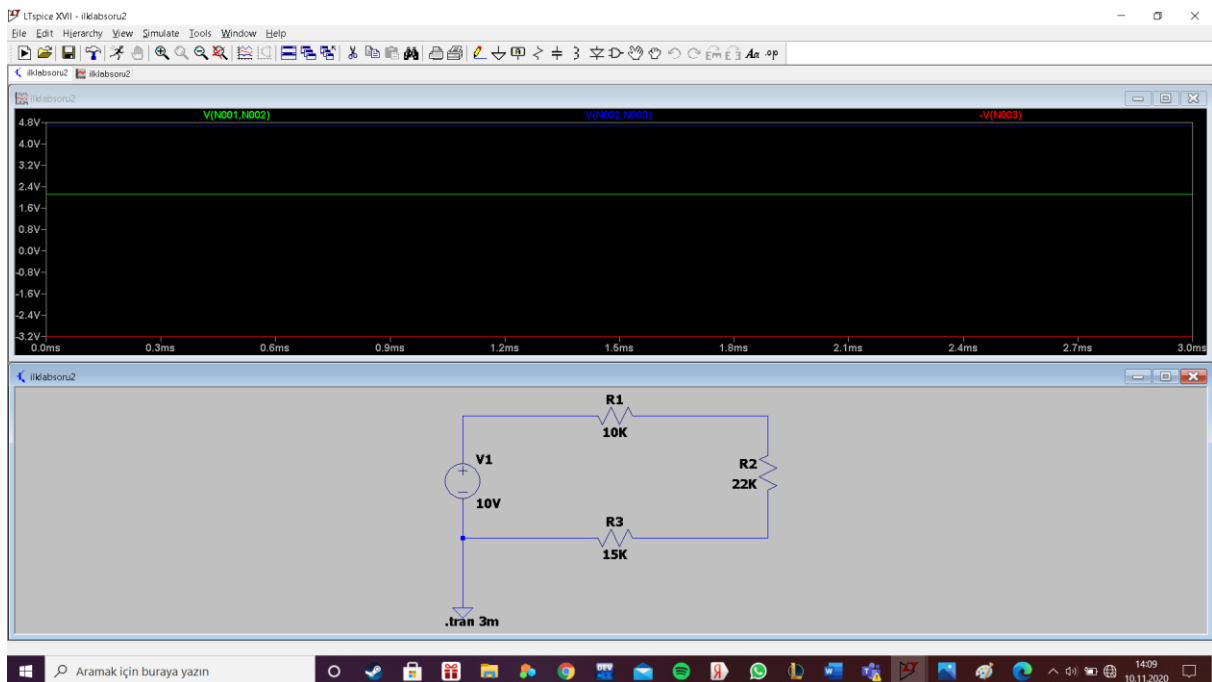 LTspice XVII - ilklabsoru2
File Edit Hierarchy View Simulate Tools Window Help
ilklabsoru2 ilklabsoru2
ilklabsoru2
V(N001,N002) V(N002,N003) -V(N003)
4.8V
4.0V
3.2V
2.4V
1.6V
0.8V
0.0V
-0.8V
-1.6V
-2.4V
-3.2V
0.0ms 0.3ms 0.6ms 0.9ms 1.2ms 1.5ms 1.8ms 2.1ms 2.4ms 2.7ms 3.0ms
ilklabsoru2
R1
10K
V1
10V
R2
22K
R3
15K
.tran 3m
Aramak için buraya yazın
14:09
10.11.2020